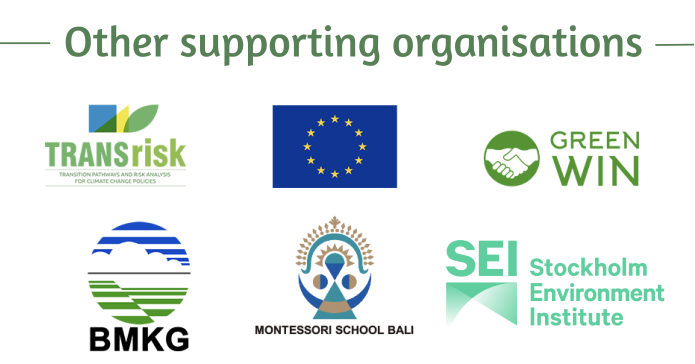 Other supporting organisations
TRANSrisk
TRANSITION PATHWAYS AND RISK ANALYSIS
FOR CLIMATE CHANGE POLICIES
GREEN
WIN
BMKG
MONTESSORI SCHOOL BALI
SEI Stockholm
Environment
Institute